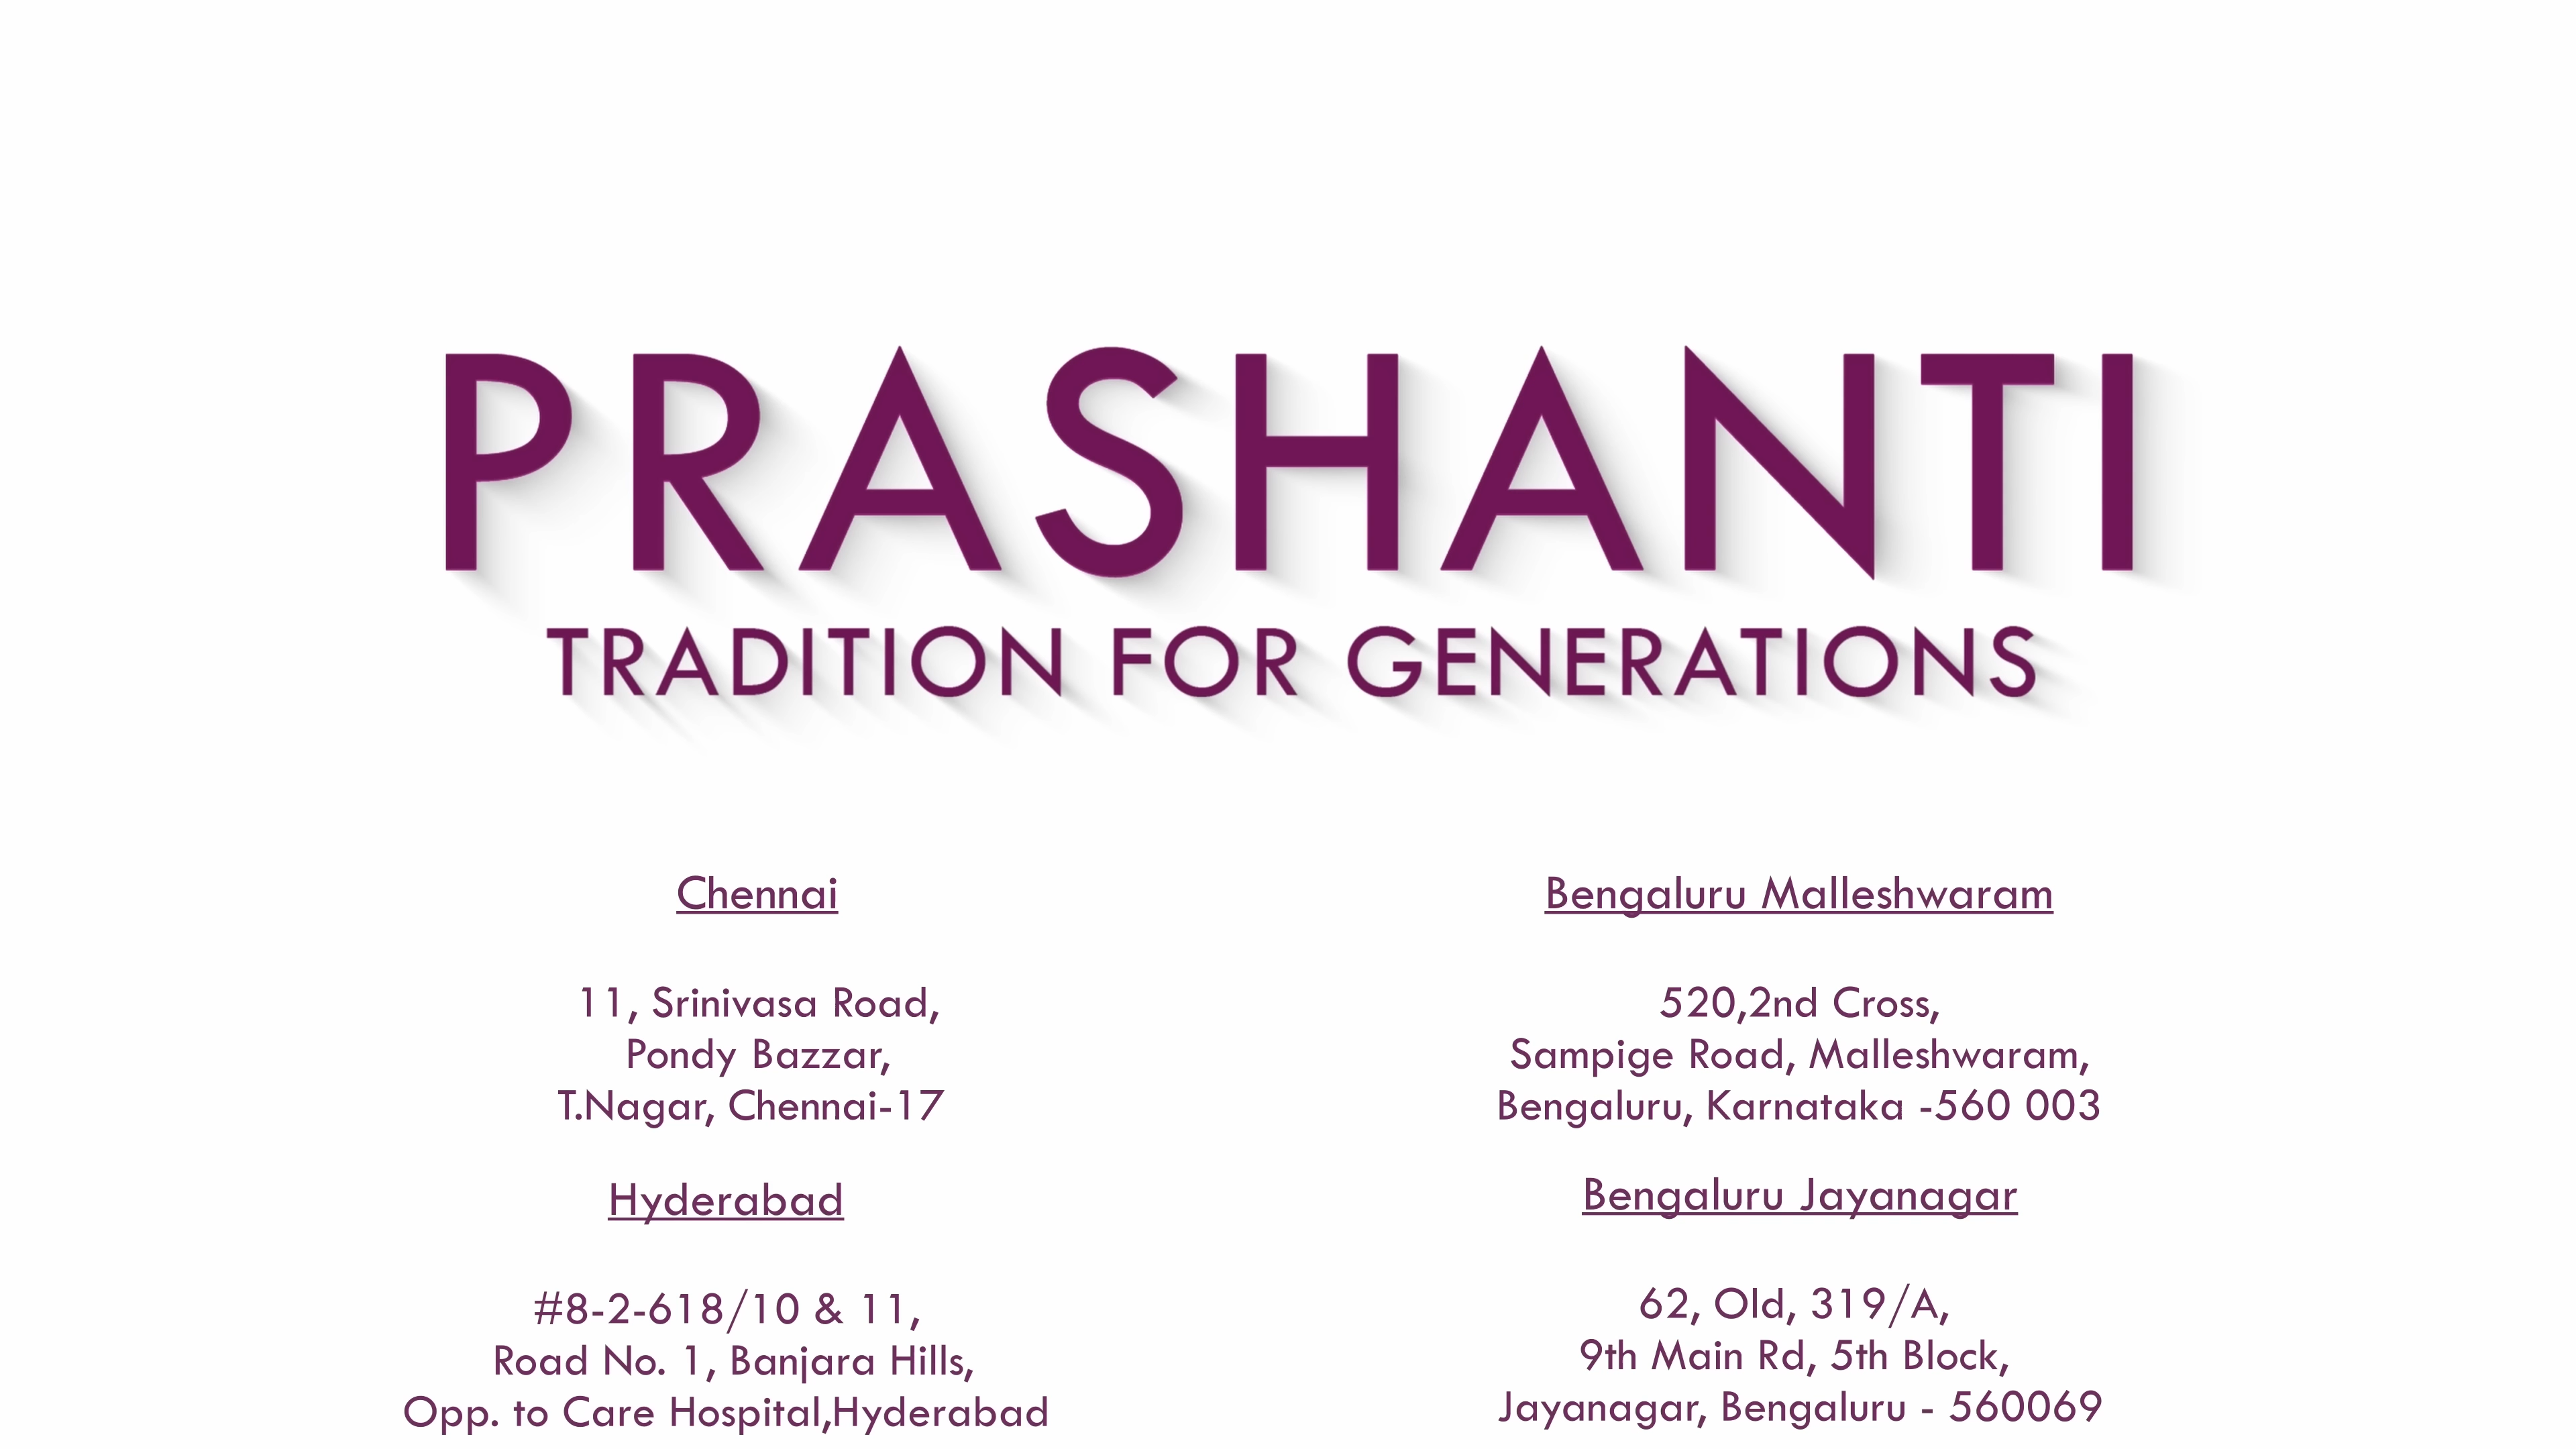 PRASHANTI
TRADITION FOR GENERATIONS
Chennai
11, Srinivasa Road,
Pondy Bazzar,
T.Nagar, Chennai-17
Hyderabad
#8-2-618/10 & 11,
Road No. 1, Banjara Hills,
Opp. to Care Hospital,Hyderabad
Bengaluru Malleshwaram
520,2nd Cross,
Sampige Road, Malleshwaram,
Bengaluru, Karnataka -560 003
Bengaluru Jayanagar
62, Old, 319/A,
9th Main Rd, 5th Block,
Jayanagar, Bengaluru - 560069